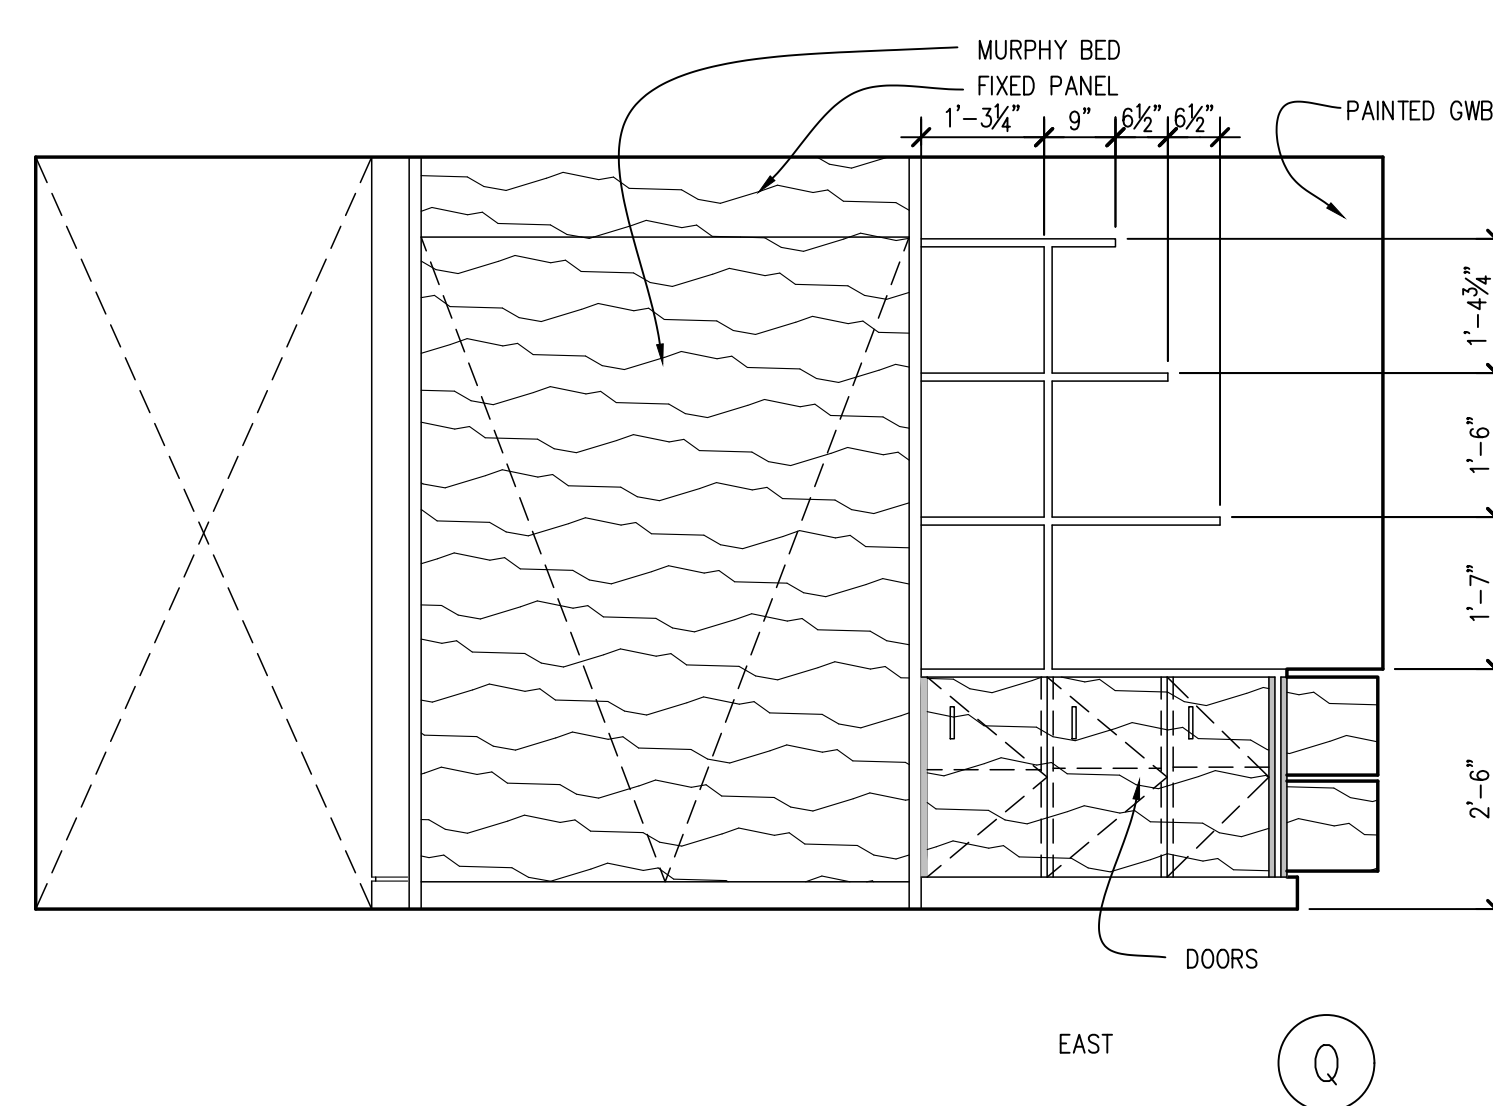 MURPHY BED
FIXED PANEL
1'-3¼" 9" 6½" 6½"
PAINTED GWB
1'-4¾"
1'-6"
1'-7"
2'-6"
DOORS
EAST
Q